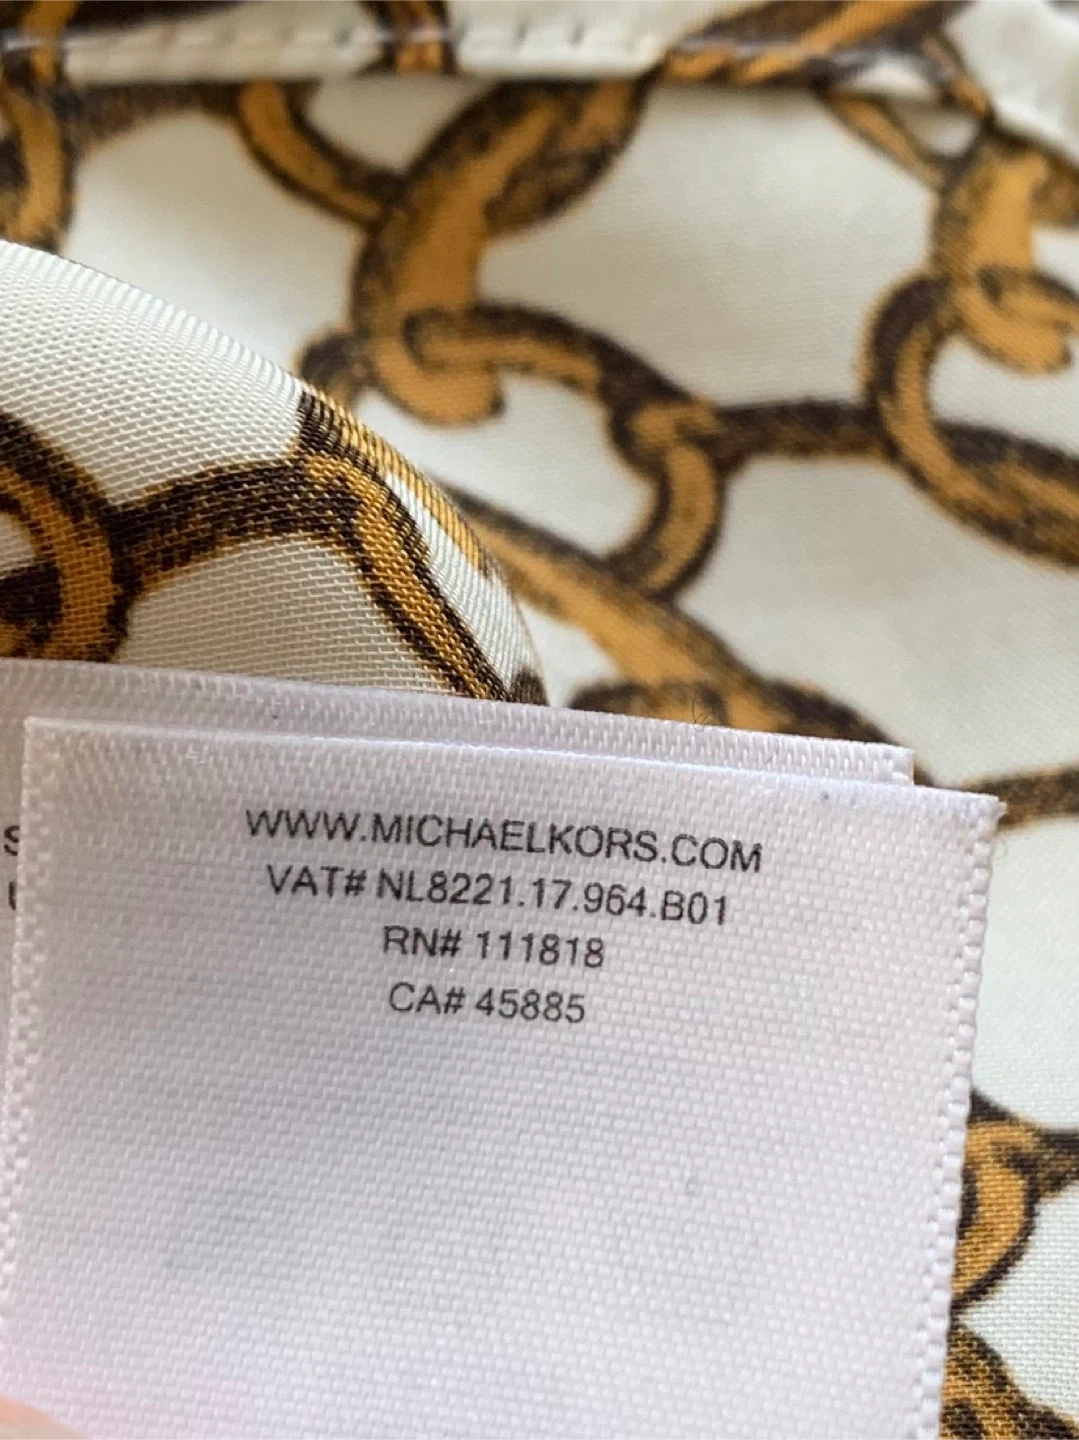 WWW.MICHAELKORS.COM
VAT# NL8221.17.964.B01
RN# 111818
CA# 45885